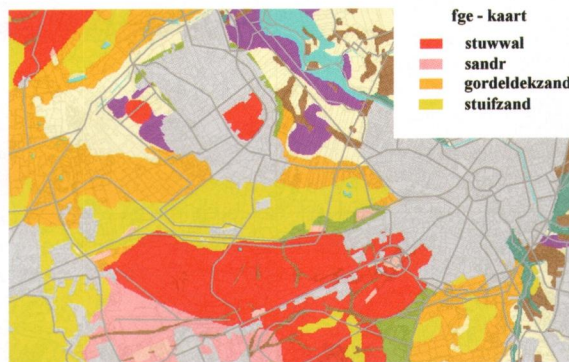 fge - kaart
stuwwal
sandr
gordeldekzand
stuifzand